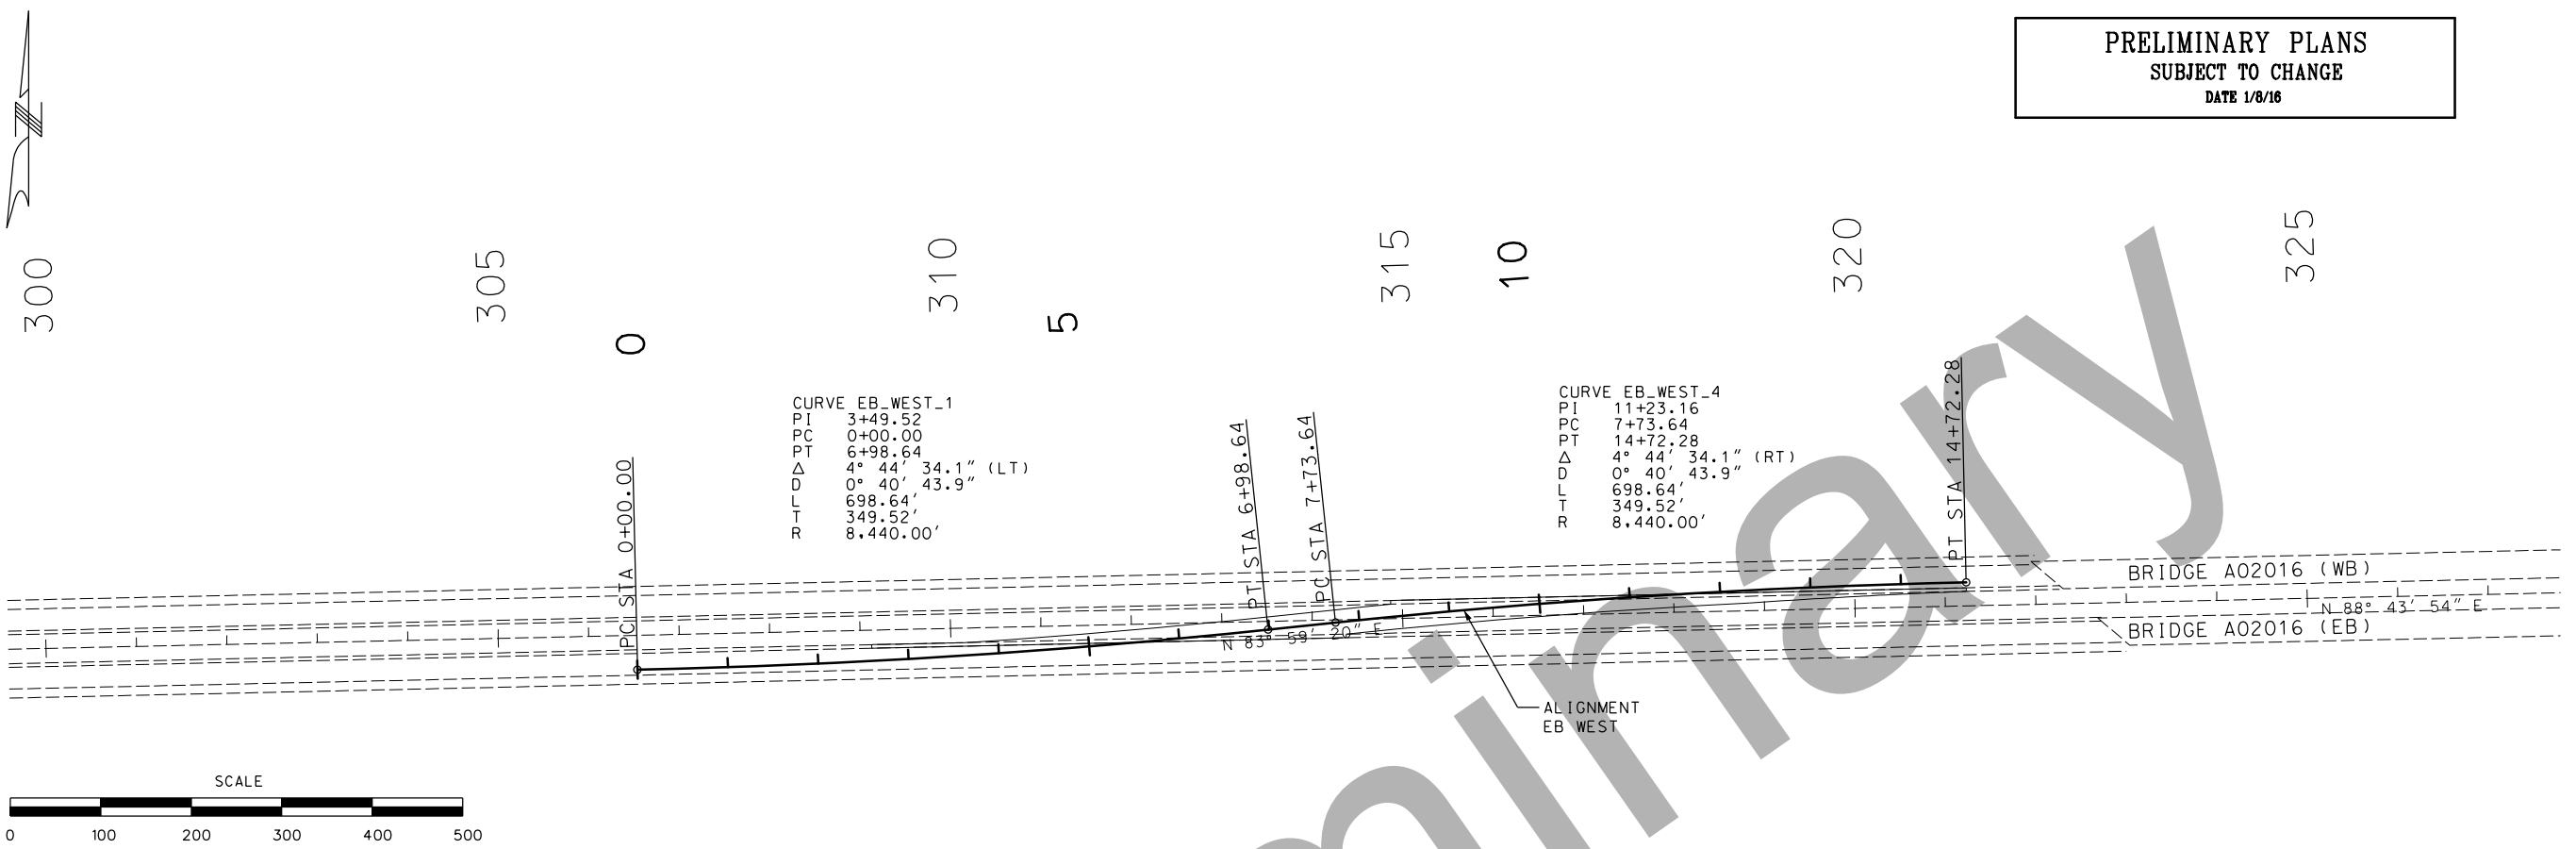 PRELIMINARY PLANS
SUBJECT TO CHANGE
DATE 1/8/16
N
300
305
310
315
320
325
0
5
10
CURVE EB_WEST_1
PI 3+49.52
PC 0+00.00
PT 6+98.64
Δ 4° 44' 34.1" (LT)
D 0° 40' 43.9"
L 698.64'
T 349.52'
R 8,440.00'
CURVE EB_WEST_4
PI 11+23.16
PC 7+73.64
PT 14+72.28
Δ 4° 44' 34.1" (RT)
D 0° 40' 43.9"
L 698.64'
T 349.52'
R 8,440.00'
PC STA 0+00.00
PT STA 6+98.64
PC STA 7+73.64
PT STA 14+72.28
BRIDGE A02016 (WB)
N 88° 43' 54" E
BRIDGE A02016 (EB)
N 83° 59' 20" E
ALIGNMENT
EB WEST
SCALE
0 100 200 300 400 500
minary